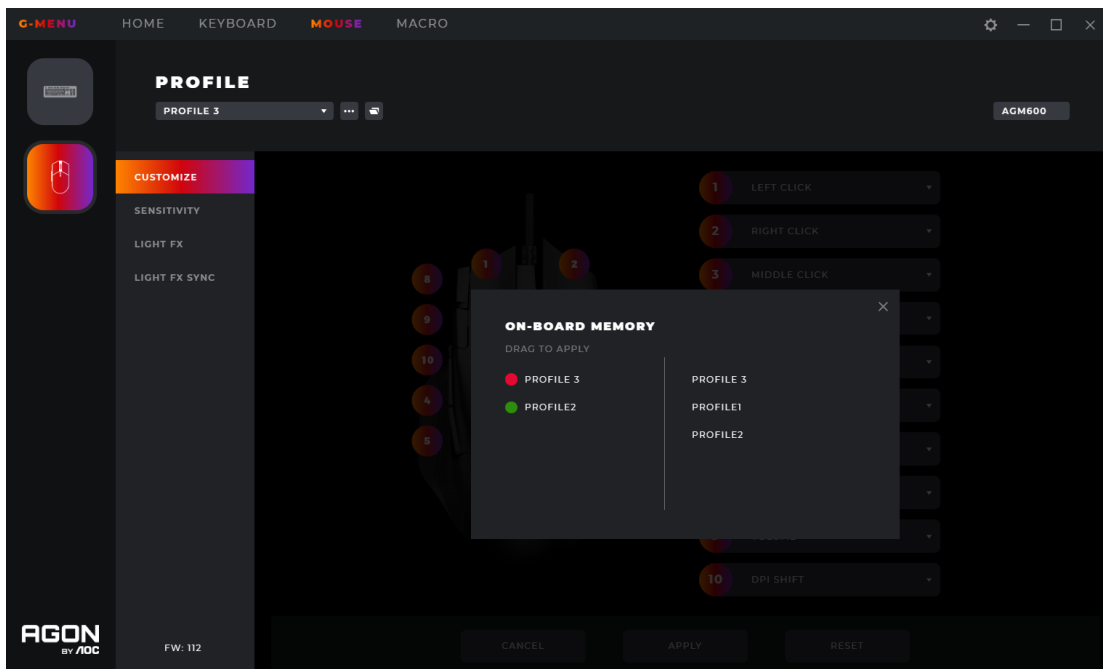 G-MENU HOME KEYBOARD MOUSE MACRO
PROFILE
PROFILE 3
AGM600
CUSTOMIZE
SENSITIVITY
LIGHT FX
LIGHT FX SYNC
1 LEFT CLICK
2 RIGHT CLICK
3 MIDDLE CLICK
1
2
8
9
10
4
5
ON-BOARD MEMORY
DRAG TO APPLY
PROFILE 3
PROFILE2
PROFILE 3
PROFILE1
PROFILE2
10 DPI SHIFT
CANCEL APPLY RESET
AGON
BY AOC
FW: 112